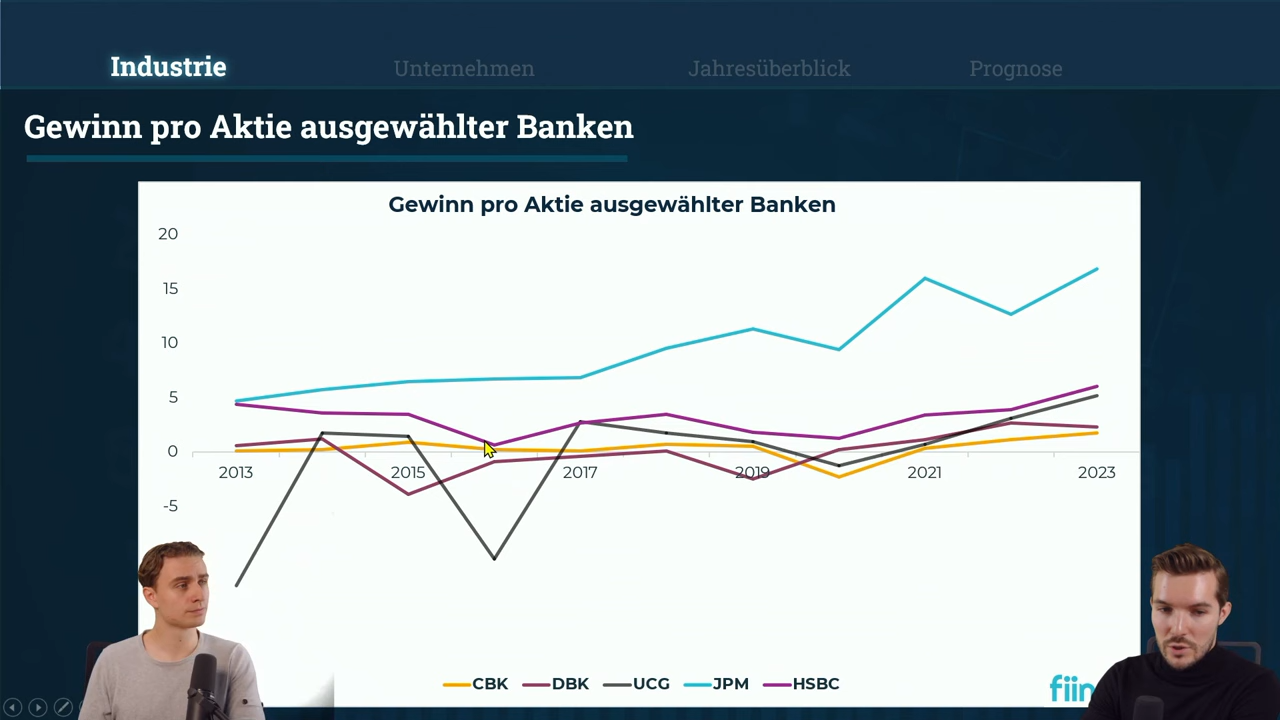 Industrie
Unternehmen
Jahresüberblick
Prognose
Gewinn pro Aktie ausgewählter Banken
Gewinn pro Aktie ausgewählter Banken
20
15
10
5
0
-5
2013
2015
2017
2019
2021
2023
CBK
DBK
UCG
JPM
HSBC